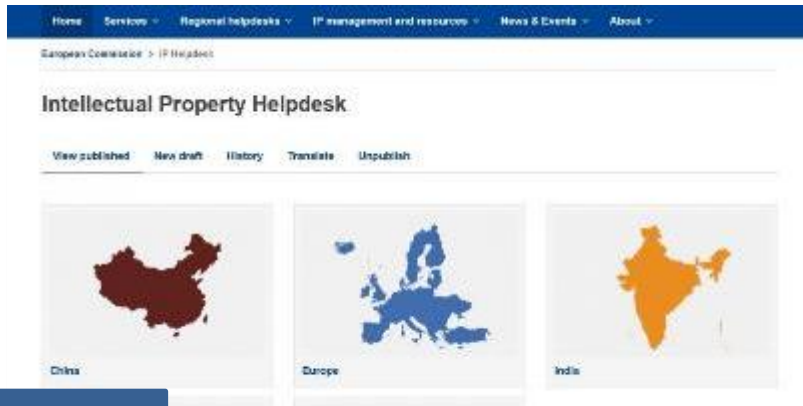 Home Services Regional helpdesks IP management and resources News & Events About
European Commission > IP Helpdesk
Intellectual Property Helpdesk
View published New draft History Translate Unpublish
China Europe India